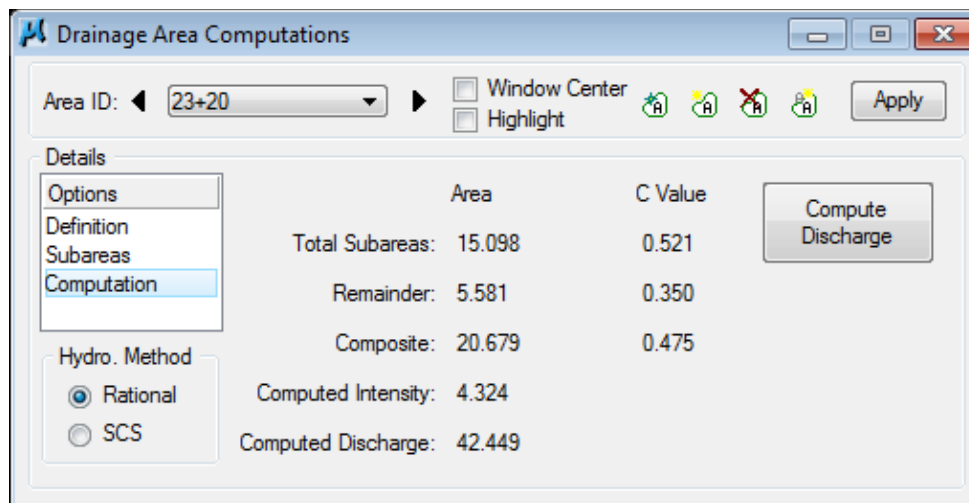 Drainage Area Computations
Area ID: 23+20
Window Center
Highlight
Apply
Details
Options
Definition
Subareas
Computation
Hydro. Method
Rational
SCS
Area C Value
Total Subareas: 15.098 0.521
Remainder: 5.581 0.350
Composite: 20.679 0.475
Computed Intensity: 4.324
Computed Discharge: 42.449
Compute
Discharge